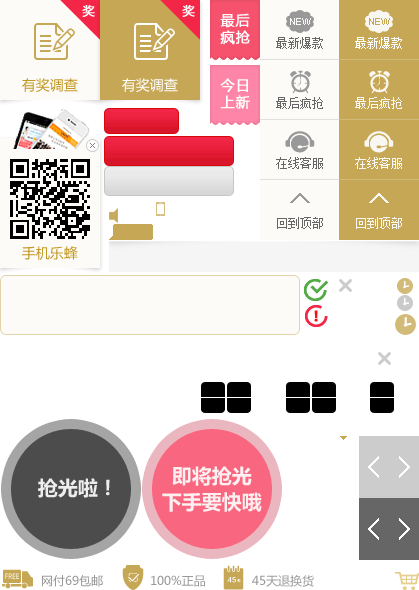 奖
奖
有奖调查
有奖调查
最后
疯抢
今日
上新
NEW
最新爆款
NEW
最新爆款
最后疯抢
最后疯抢
在线客服
在线客服
回到顶部
回到顶部
手机乐蜂
抢光啦！
即将抢光
下手要快哦
FREE
网付69包邮
100%正品
45天
45天退换货